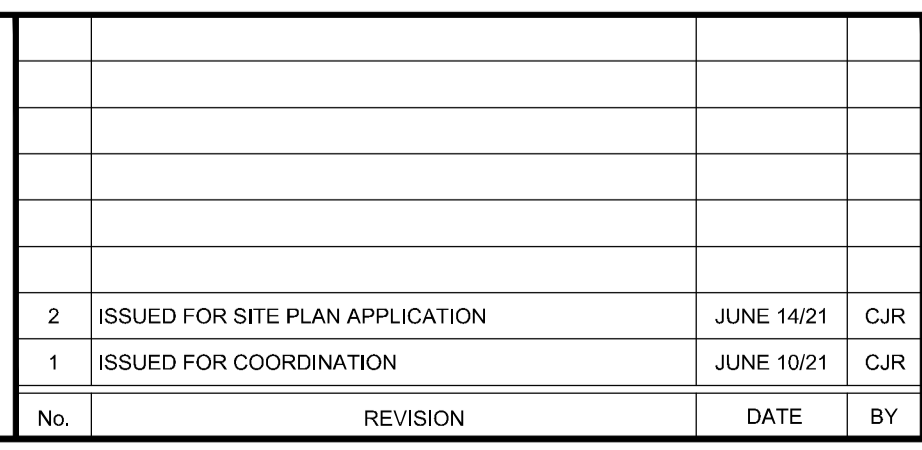 2 ISSUED FOR SITE PLAN APPLICATION JUNE 14/21 CJR
1 ISSUED FOR COORDINATION JUNE 10/21 CJR
No. REVISION DATE BY